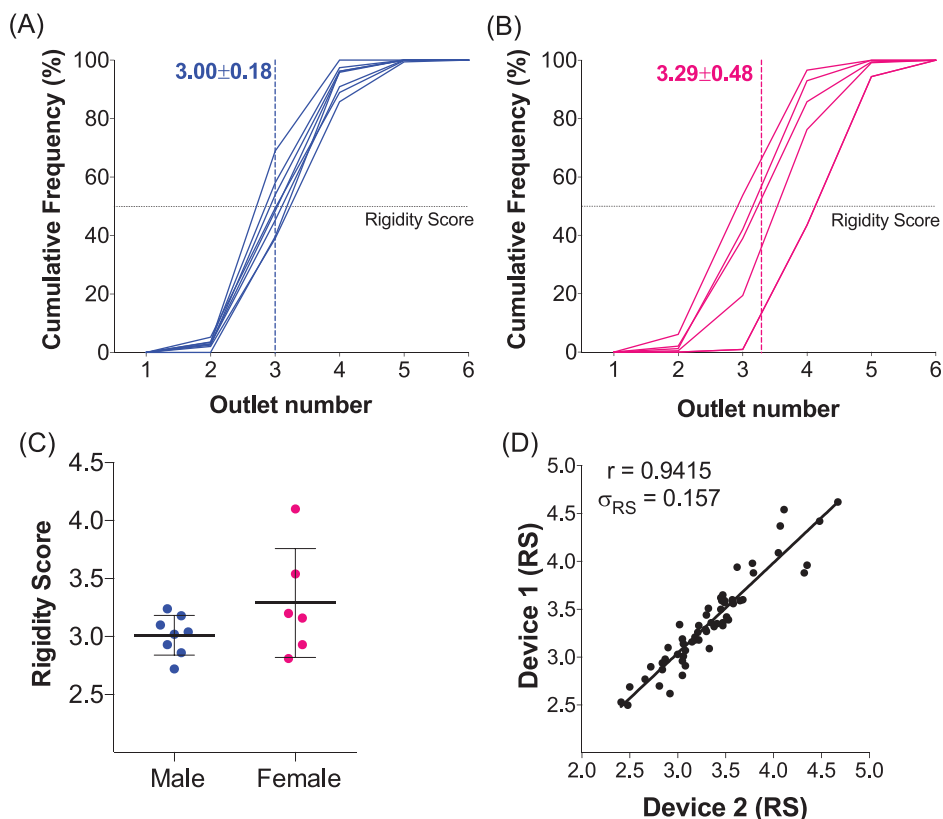 (A)
3.00±0.18
Cumulative Frequency (%)
100
80
60
40
20
0
Rigidity Score
1 2 3 4 5 6
Outlet number
(B)
3.29±0.48
Cumulative Frequency (%)
100
80
60
40
20
0
Rigidity Score
1 2 3 4 5 6
Outlet number
(C)
Rigidity Score
4.5
4.0
3.5
3.0
2.5
Male Female
(D)
r = 0.9415
σRS = 0.157
Device 1 (RS)
5.0
4.5
4.0
3.5
3.0
2.5
2.0 2.5 3.0 3.5 4.0 4.5 5.0
Device 2 (RS)